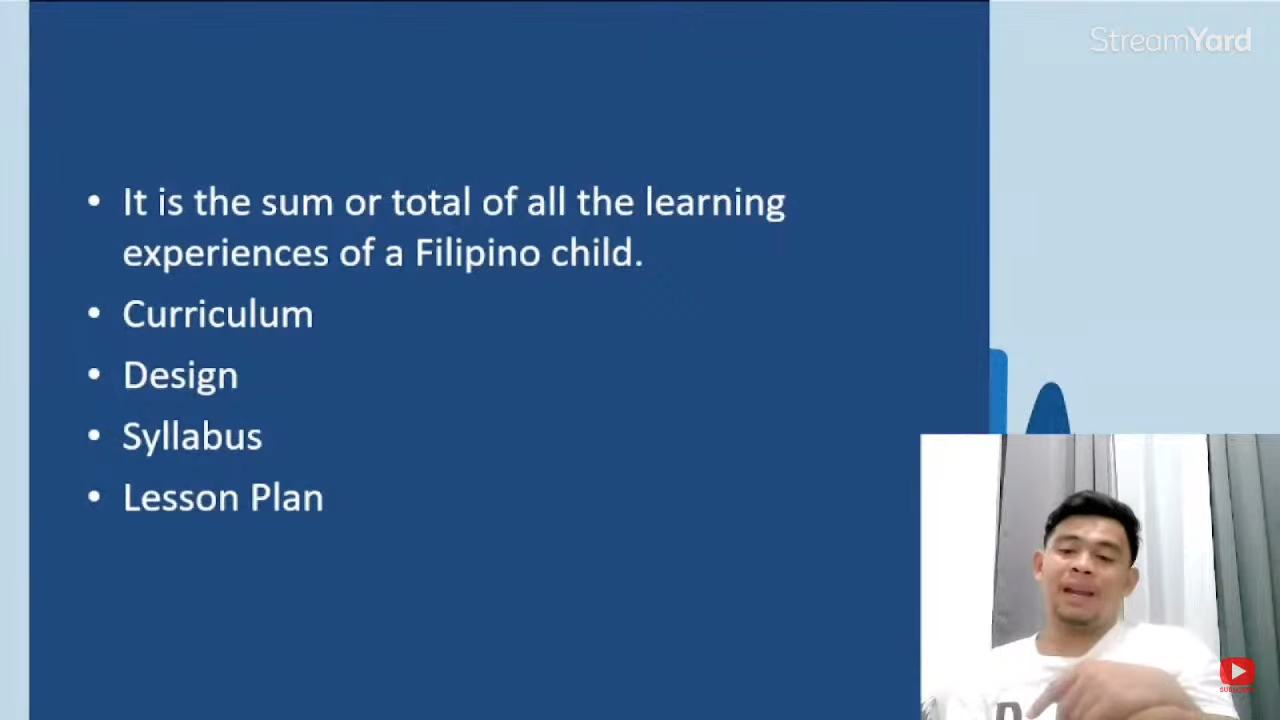 StreamYard
• It is the sum or total of all the learning
experiences of a Filipino child.
• Curriculum
• Design
• Syllabus
• Lesson Plan